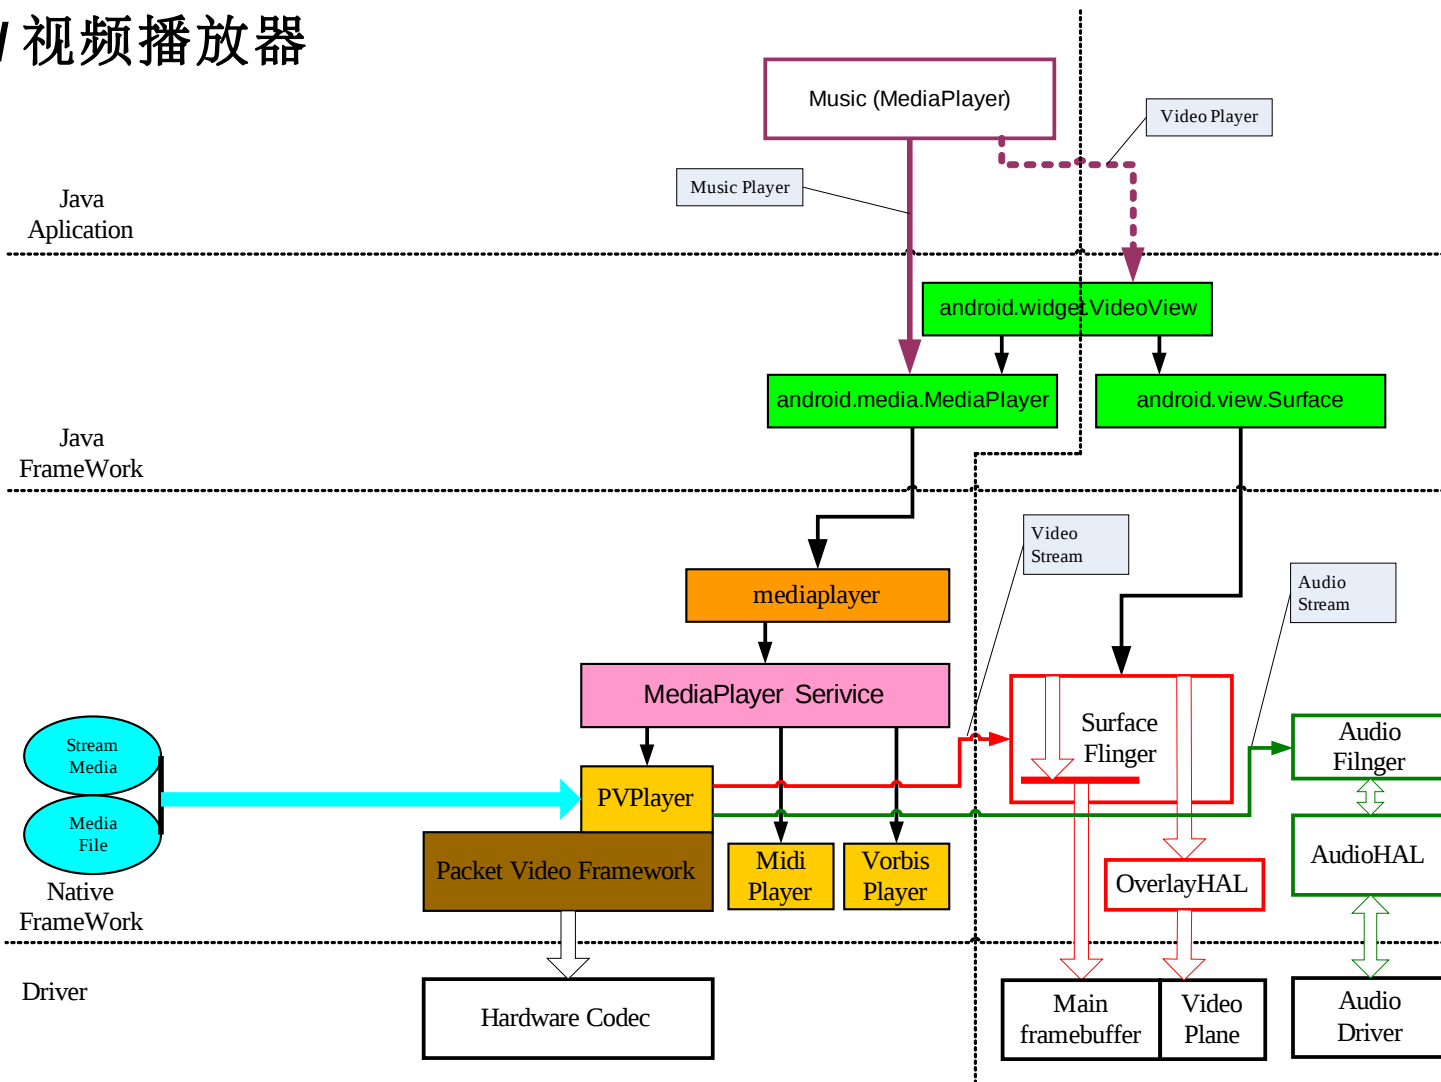 / 视频播放器
Music (MediaPlayer)
Video Player
Music Player
Java
Aplication
android.widget.VideoView
android.media.MediaPlayer
android.view.Surface
Java
FrameWork
Video
Stream
Audio
Stream
mediaplayer
MediaPlayer Serivice
Surface
Flinger
Audio
Filnger
Stream
Media
Media
File
PVPlayer
Packet Video Framework
Midi
Player
Vorbis
Player
OverlayHAL
AudioHAL
Native
FrameWork
Driver
Hardware Codec
Main
framebuffer
Video
Plane
Audio
Driver